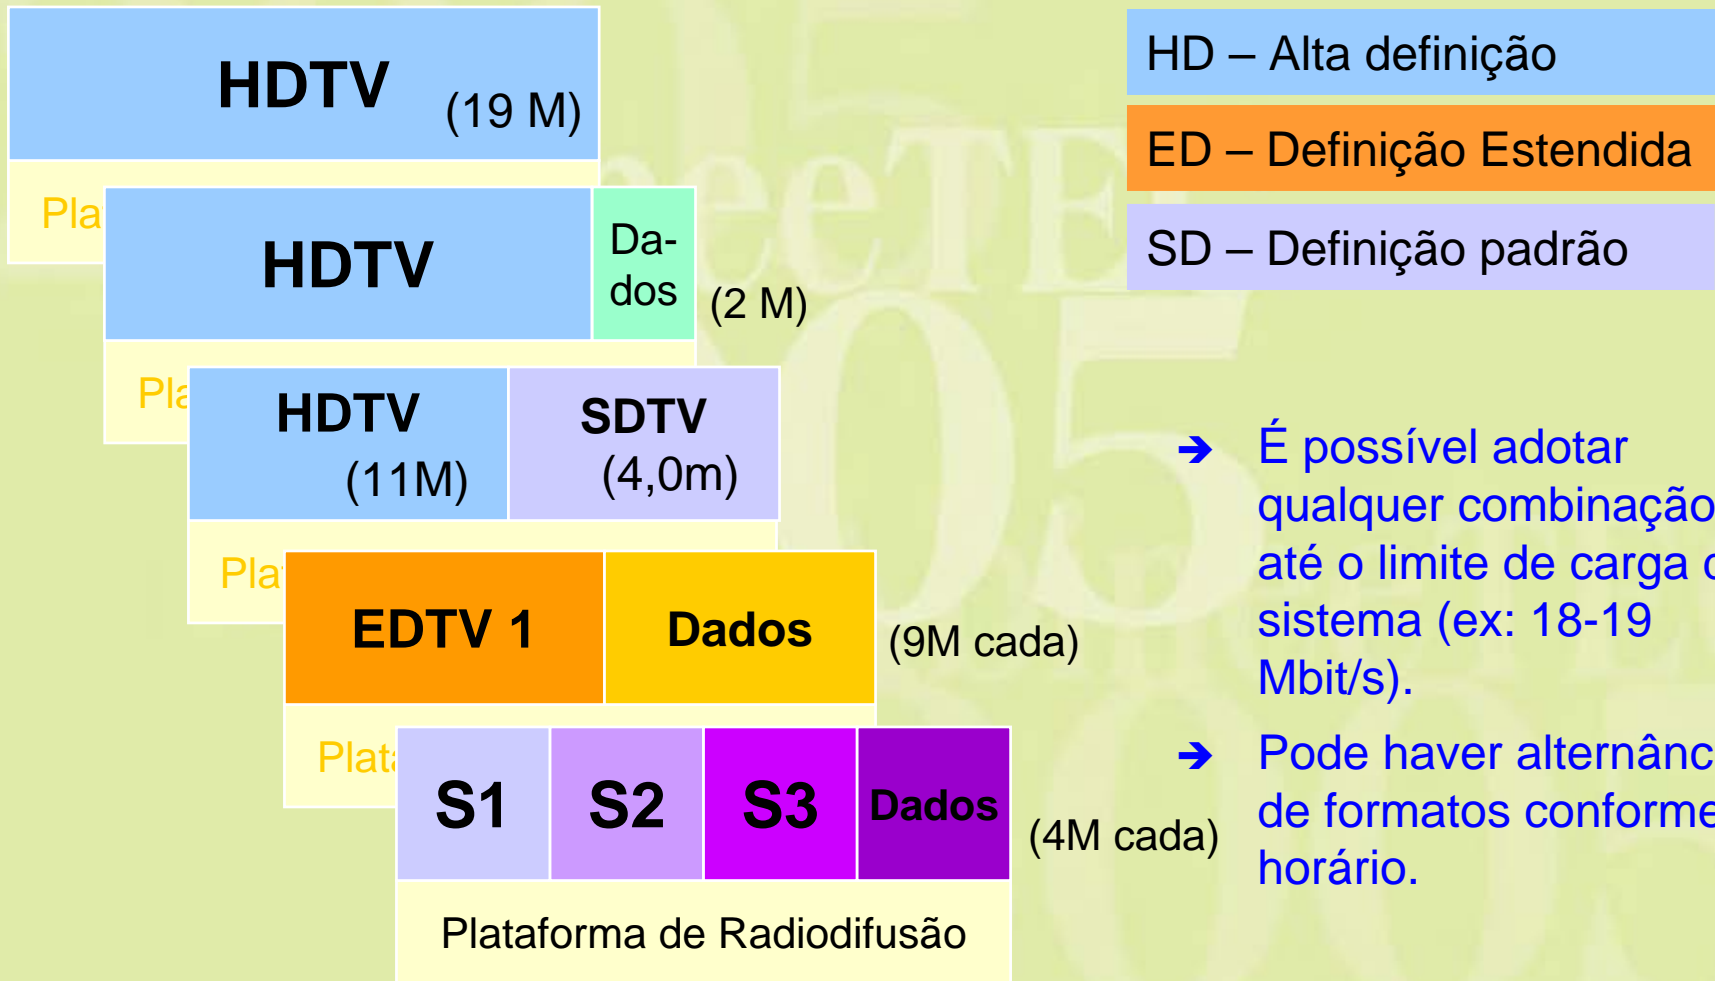 HDTV (19 M)
Pla
HDTV
Da-
dos
(2 M)
Pla
HDTV
(11M)
SDTV
(4,0m)
Pla
EDTV 1
Dados
(9M cada)
Plata
S1
S2
S3
Dados
(4M cada)
Plataforma de Radiodifusão
HD – Alta definição
ED – Definição Estendida
SD – Definição padrão
➔ É possível adotar
qualquer combinação
até o limite de carga
sistema (ex: 18-19
Mbit/s).
➔ Pode haver alternânc
de formatos conforme
horário.